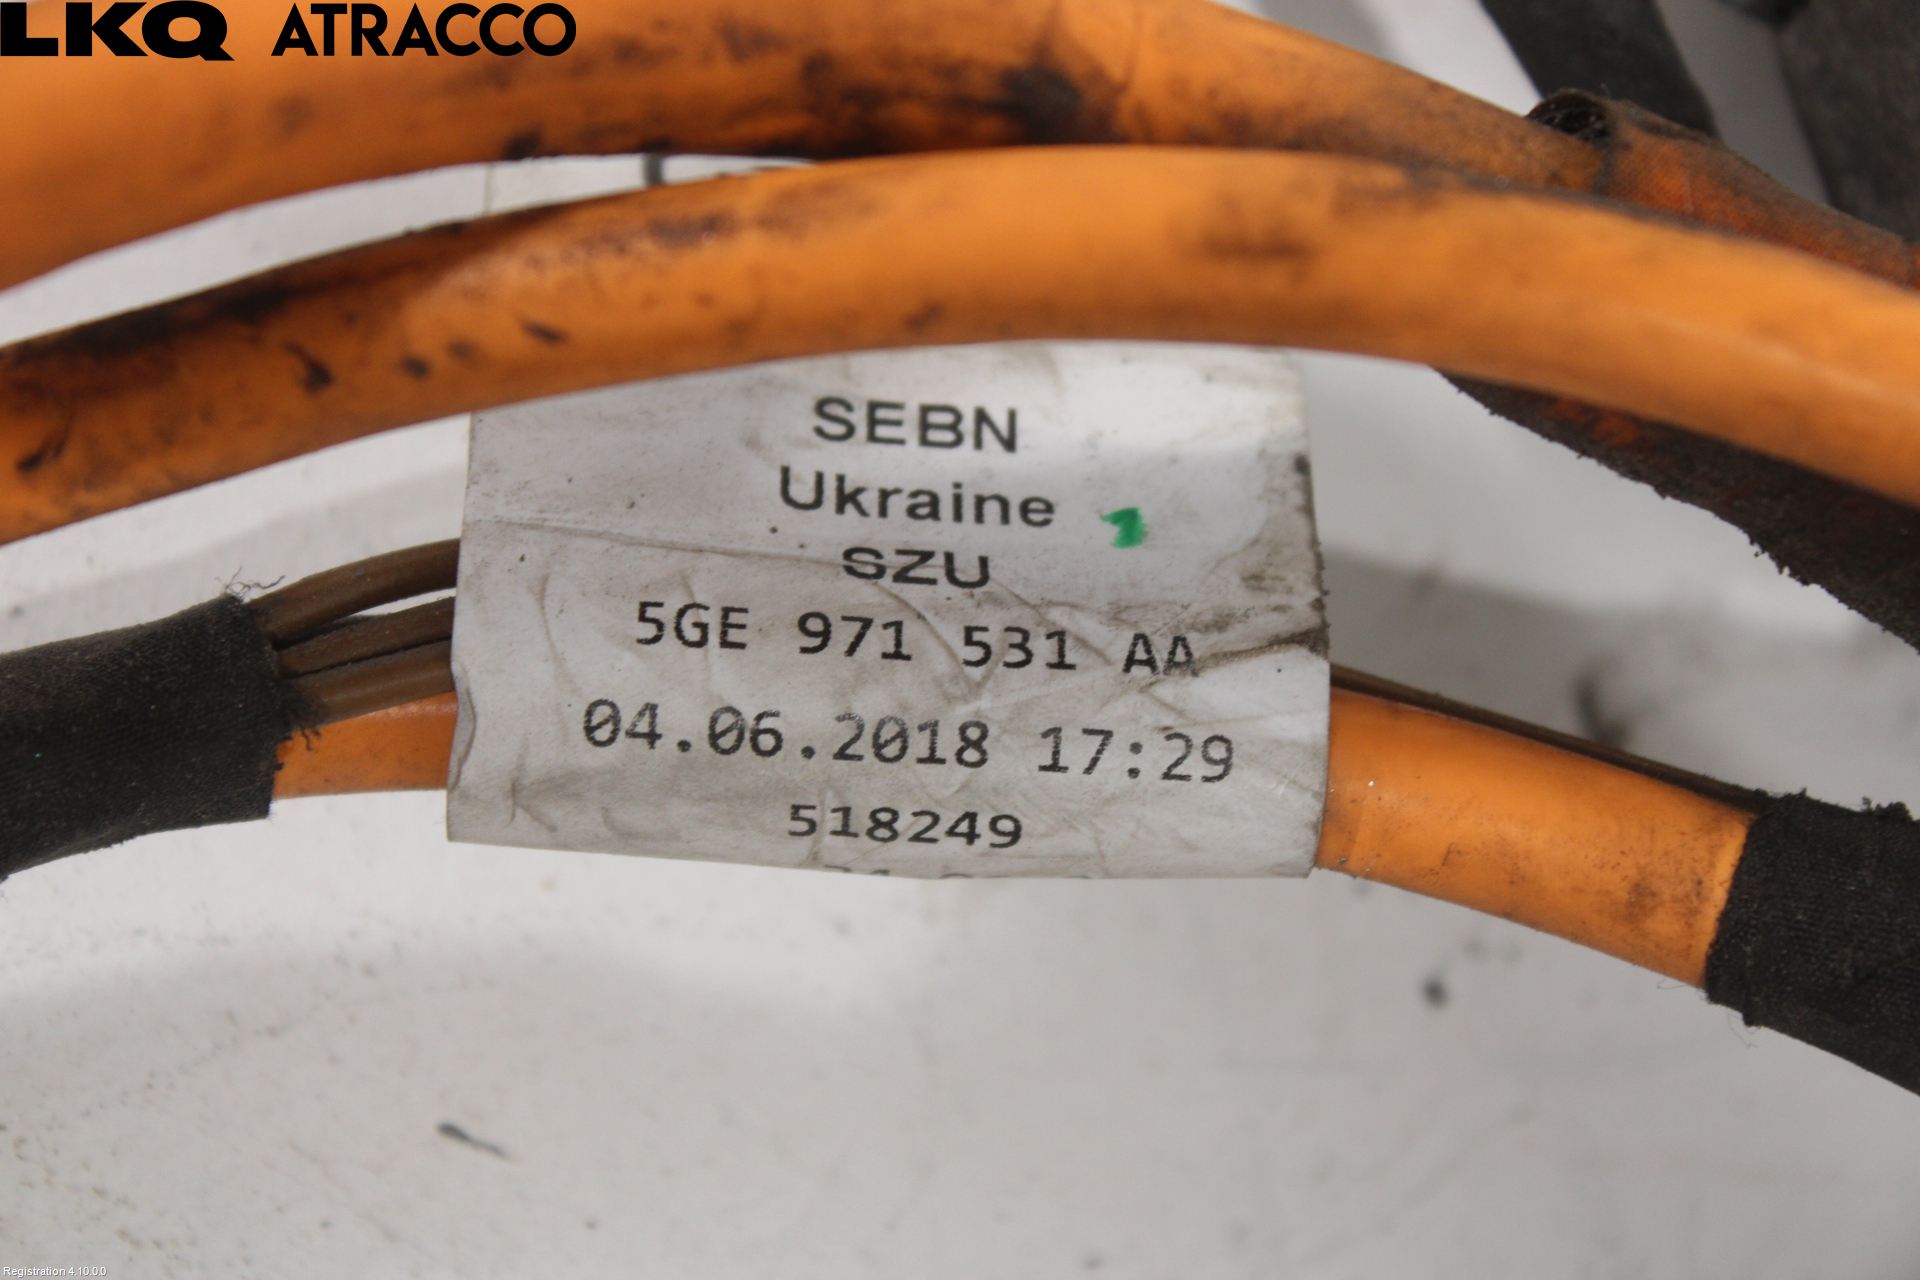 LKQ ATRACCO
SEBN
Ukraine
SZU
5GE 971 531 AA
04.06.2018 17:29
518249
Registration 4.10.0.0